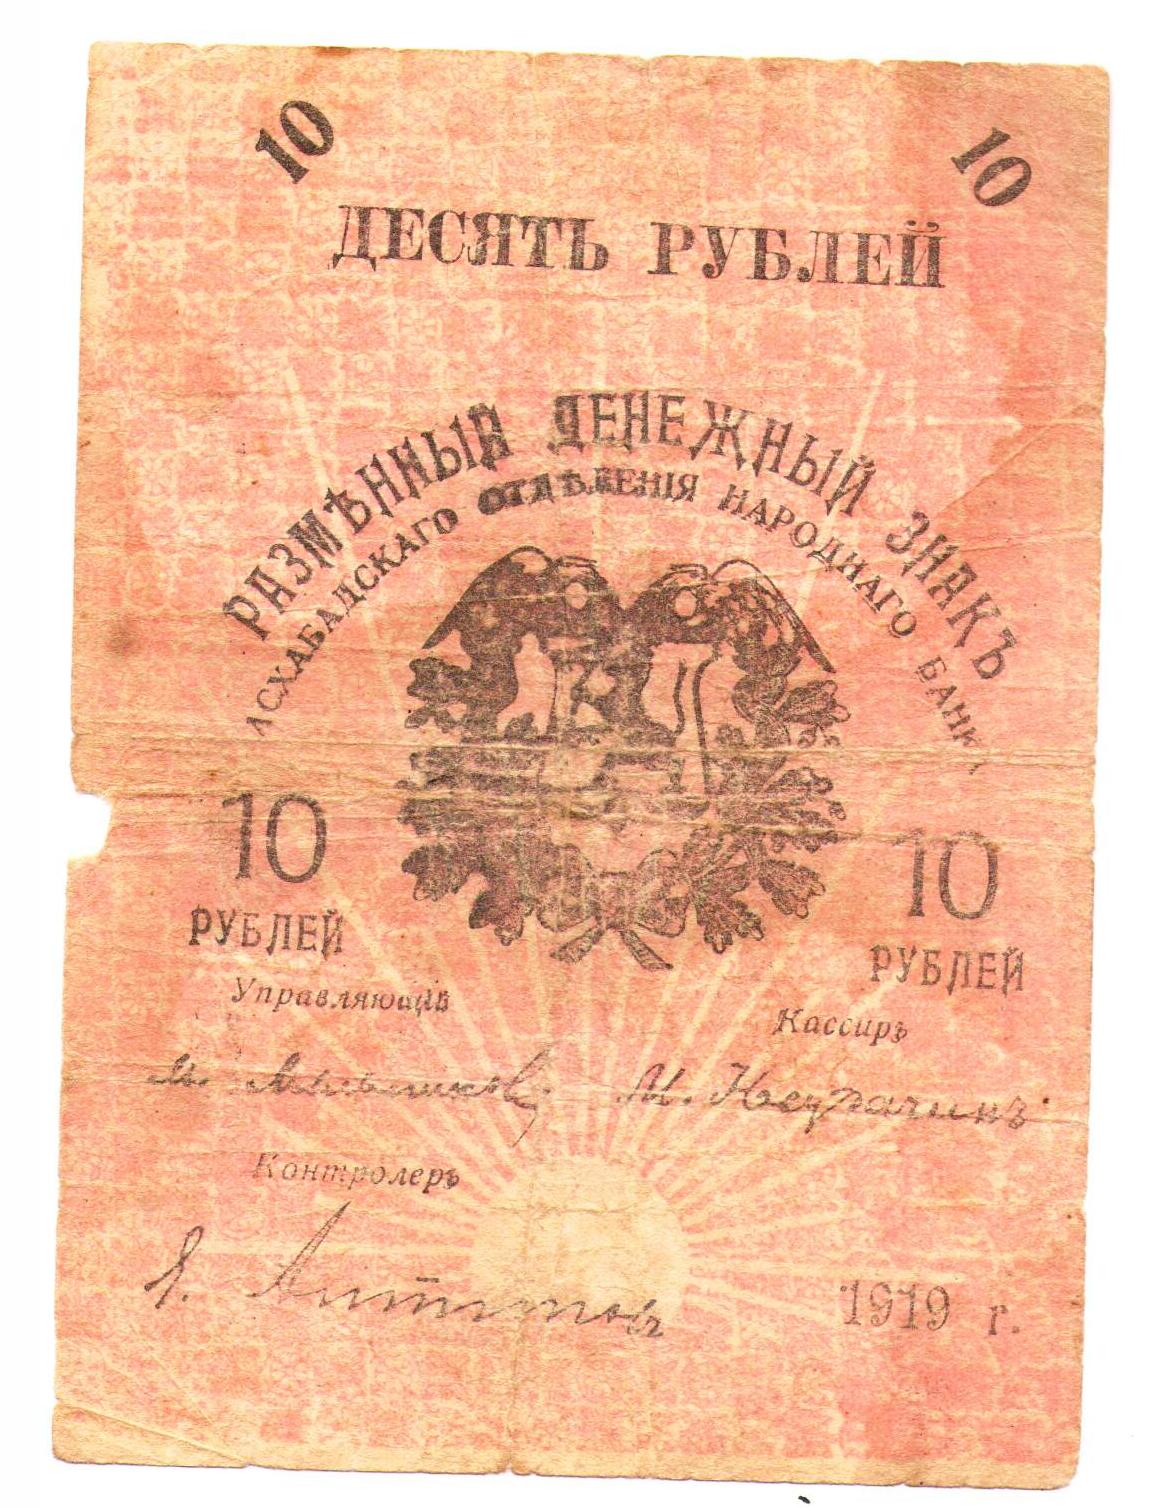 10
10
ДЕСЯТЬ РУБЛЕЙ
РАЗМѢННЫЙ ДЕНЕЖНЫЙ ЗНАКЪ
АСХАБАДСКАГО ОТДѢЛЕНІЯ НАРОДНАГО БАНКА
10
РУБЛЕЙ
10
РУБЛЕЙ
Управляющій
Кассиръ
М.
М.
Контролеръ
Я. Антиповъ
1919 г.